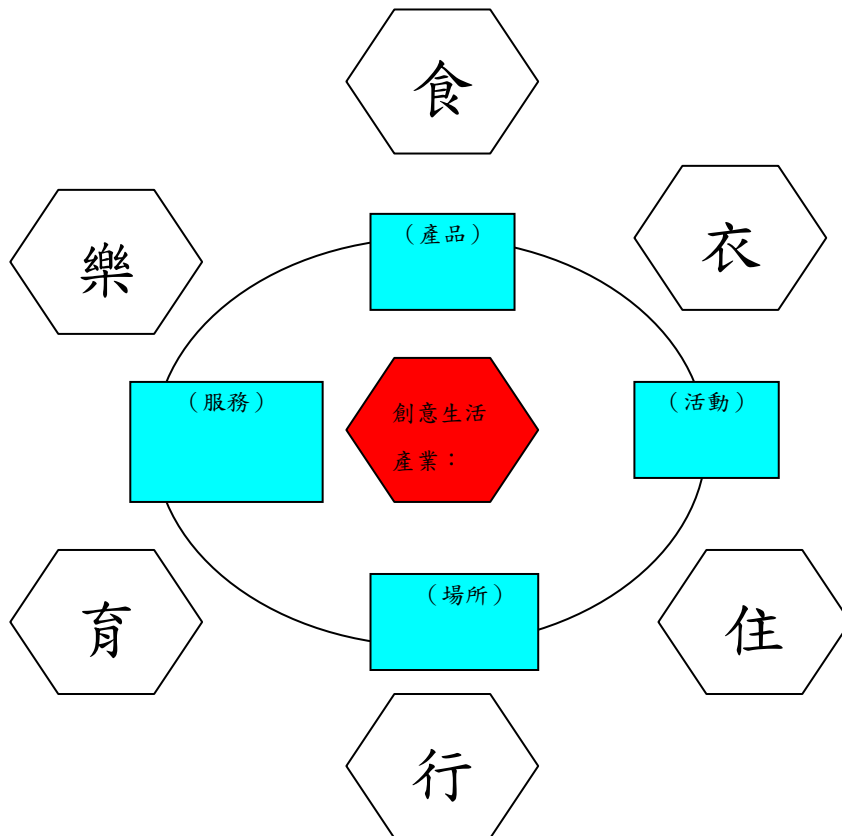 食
衣
樂
（產品）
（服務）
創意生活
產業：
（活動）
（場所）
育
住
行